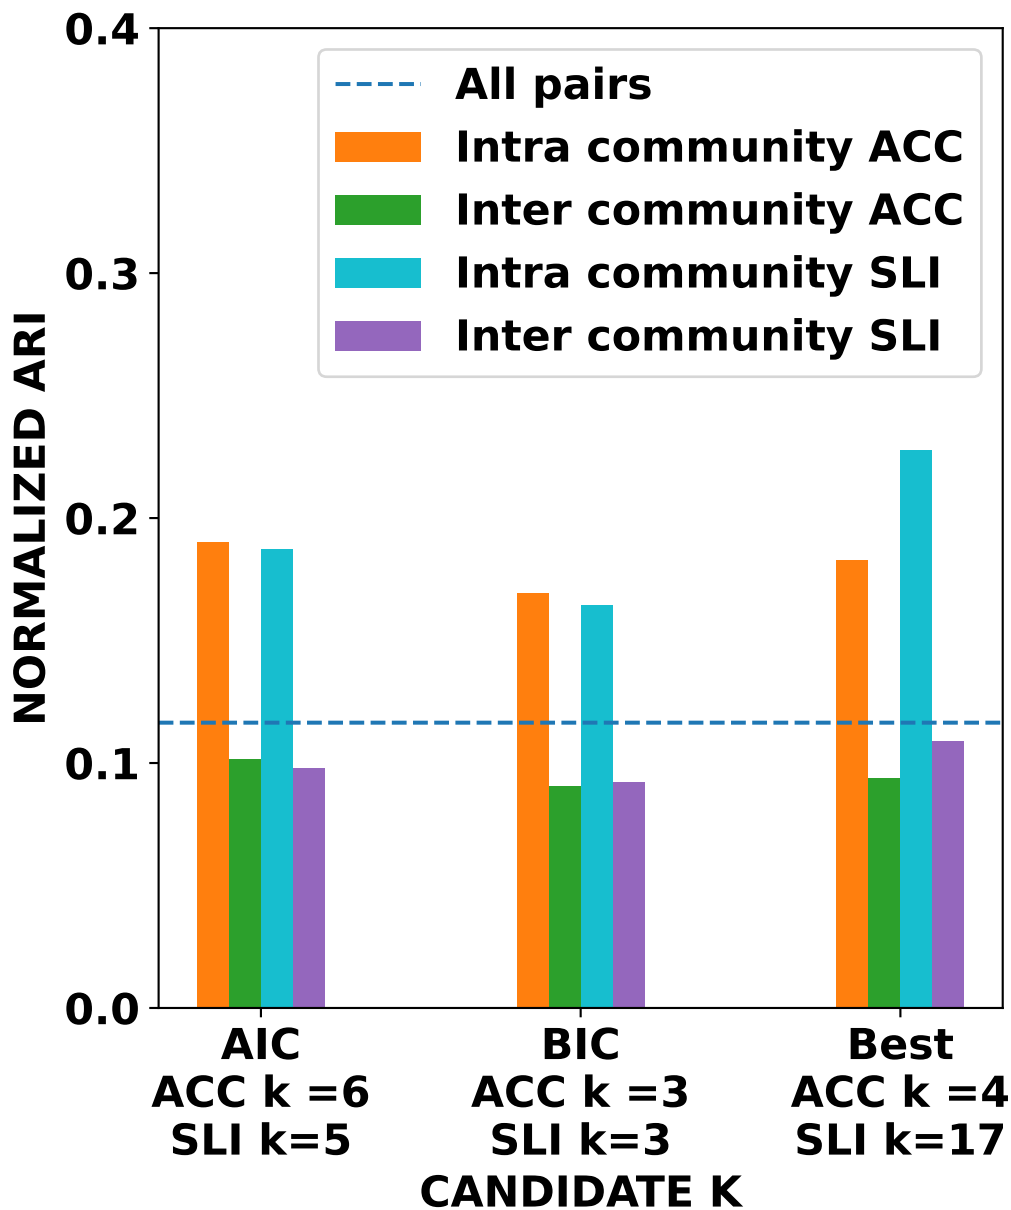 0.4
All pairs
Intra community ACC
Inter community ACC
Intra community SLI
Inter community SLI
0.3
0.2
0.1
0.0
NORMALIZED ARI
AIC
ACC k =6
SLI k=5
BIC
ACC k =3
SLI k=3
Best
ACC k =4
SLI k=17
CANDIDATE K